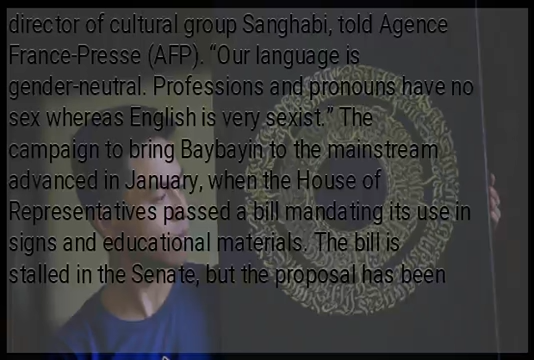 director of cultural group Sanghabi, told Agence
France-Presse (AFP). “Our language is
gender-neutral. Professions and pronouns have no
sex whereas English is very sexist.” The
campaign to bring Baybayin to the mainstream
advanced in January, when the House of
Representatives passed a bill mandating its use in
signs and educational materials. The bill is
stalled in the Senate, but the proposal has been